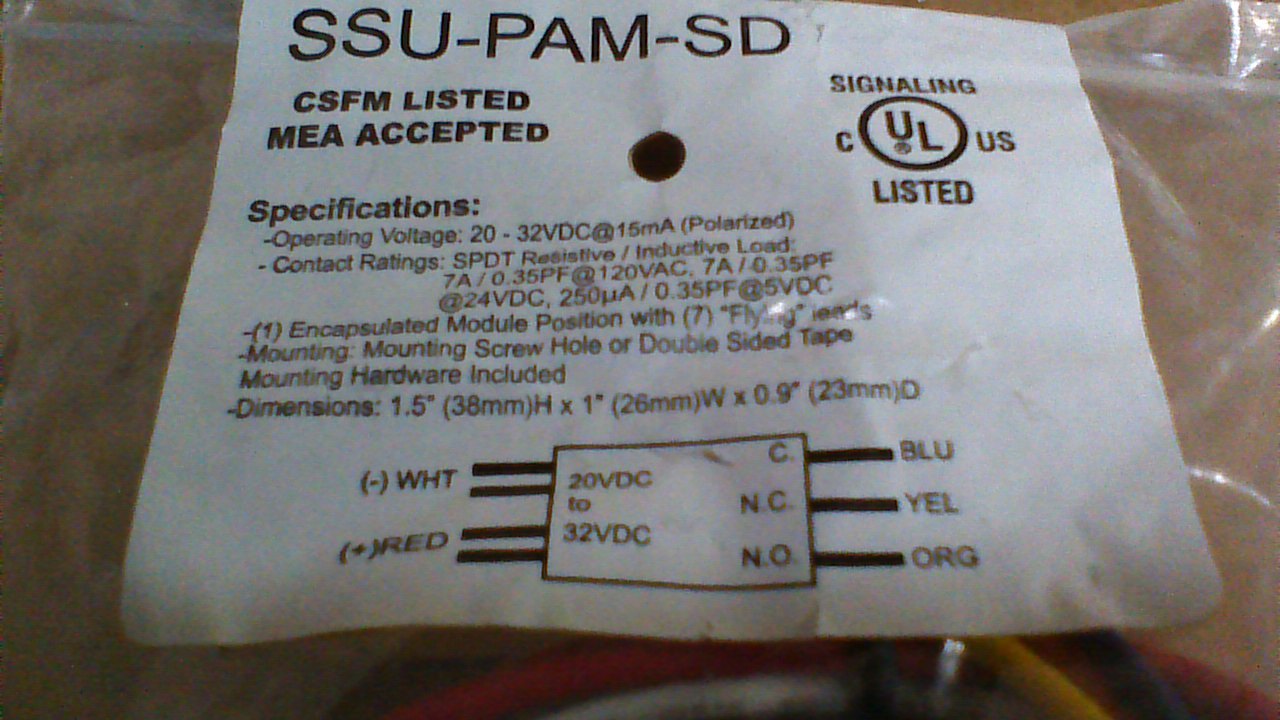 SSU-PAM-SD
CSFM LISTED
MEA ACCEPTED
SIGNALING
C UL ® US
LISTED
Specifications:
-Operating Voltage: 20 - 32VDC@15mA (Polarized)
- Contact Ratings: SPDT Resistive / Inductive Load:
7A / 0.35PF@120VAC, 7A / 0.35PF
@24VDC, 250µA / 0.35PF@5VDC
-(1) Encapsulated Module Position with (7) "Flying" leads
-Mounting: Mounting Screw Hole or Double Sided Tape
Mounting Hardware Included
-Dimensions: 1.5" (38mm)H x 1" (26mm)W x 0.9" (23mm)D
(-) WHT 20VDC C. BLU
to N.C. YEL
(+)RED 32VDC N.O. ORG